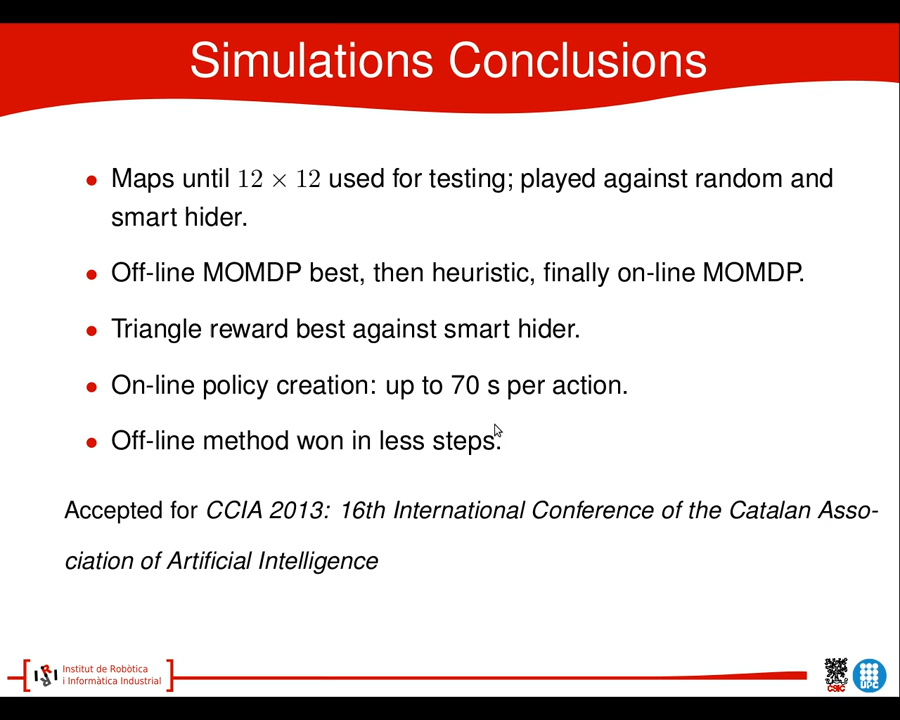 Simulations Conclusions
• Maps until 12 × 12 used for testing; played against random and
smart hider.
• Off-line MOMDP best, then heuristic, finally on-line MOMDP.
• Triangle reward best against smart hider.
• On-line policy creation: up to 70 s per action.
• Off-line method won in less steps.
Accepted for CCIA 2013: 16th International Conference of the Catalan Asso-
ciation of Artificial Intelligence
Institut de Robòtica
i Informàtica Industrial
CSIC
UPC